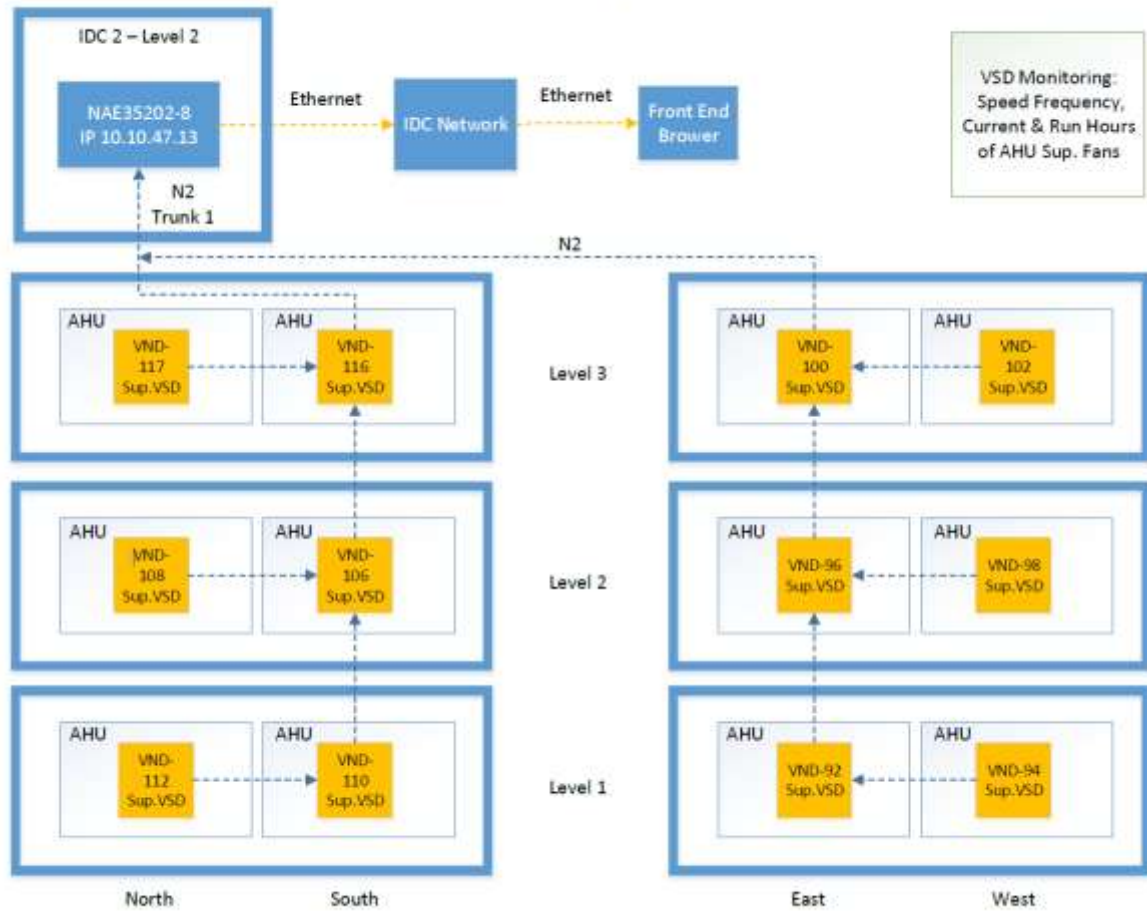 IDC 2 – Level 2
NAE35202-8
IP 10.10.47.13
Ethernet
IDC Network
Ethernet
Front End
Brower
VSD Monitoring:
Speed Frequency,
Current & Run Hours
of AHU Sup. Fans
N2
Trunk 1
N2
AHU
VND-
117
Sup.VSD
AHU
VND-
116
Sup.VSD
Level 3
AHU
VND-
100
Sup.VSD
AHU
VND-
102
Sup.VSD
AHU
VND-
108
Sup.VSD
AHU
VND-
106
Sup.VSD
Level 2
AHU
VND-96
Sup.VSD
AHU
VND-98
Sup.VSD
AHU
VND-
112
Sup.VSD
AHU
VND-
110
Sup.VSD
Level 1
AHU
VND-92
Sup.VSD
AHU
VND-94
Sup.VSD
North
South
East
West